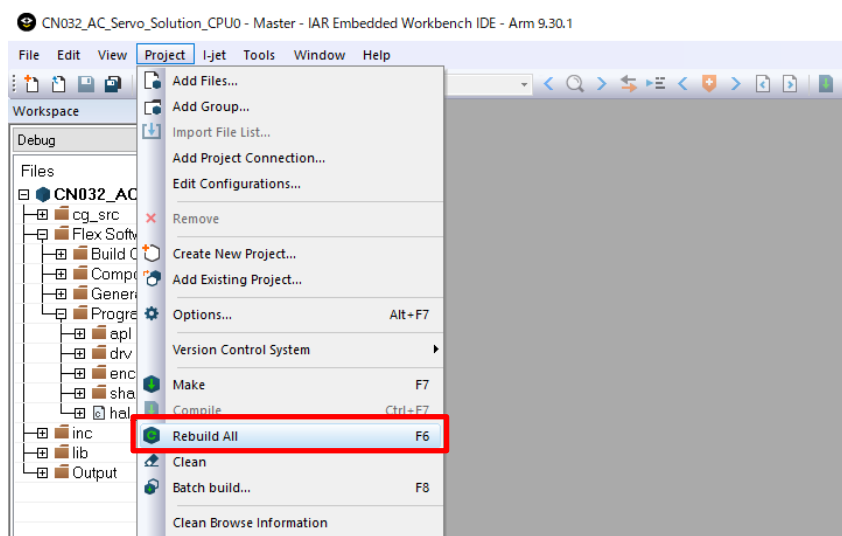 CN032_AC_Servo_Solution_CPU0 - Master - IAR Embedded Workbench IDE - Arm 9.30.1
File Edit View Project I-jet Tools Window Help
Workspace
Debug
Files
CN032_AC
cg_src
Flex Softw
Build C
Compo
Genera
Progra
apl
drv
enc
sha
hal
inc
lib
Output
Add Files...
Add Group...
Import File List...
Add Project Connection...
Edit Configurations...
Remove
Create New Project...
Add Existing Project...
Options... Alt+F7
Version Control System
Make F7
Compile Ctrl+F7
Rebuild All F6
Clean
Batch build... F8
Clean Browse Information